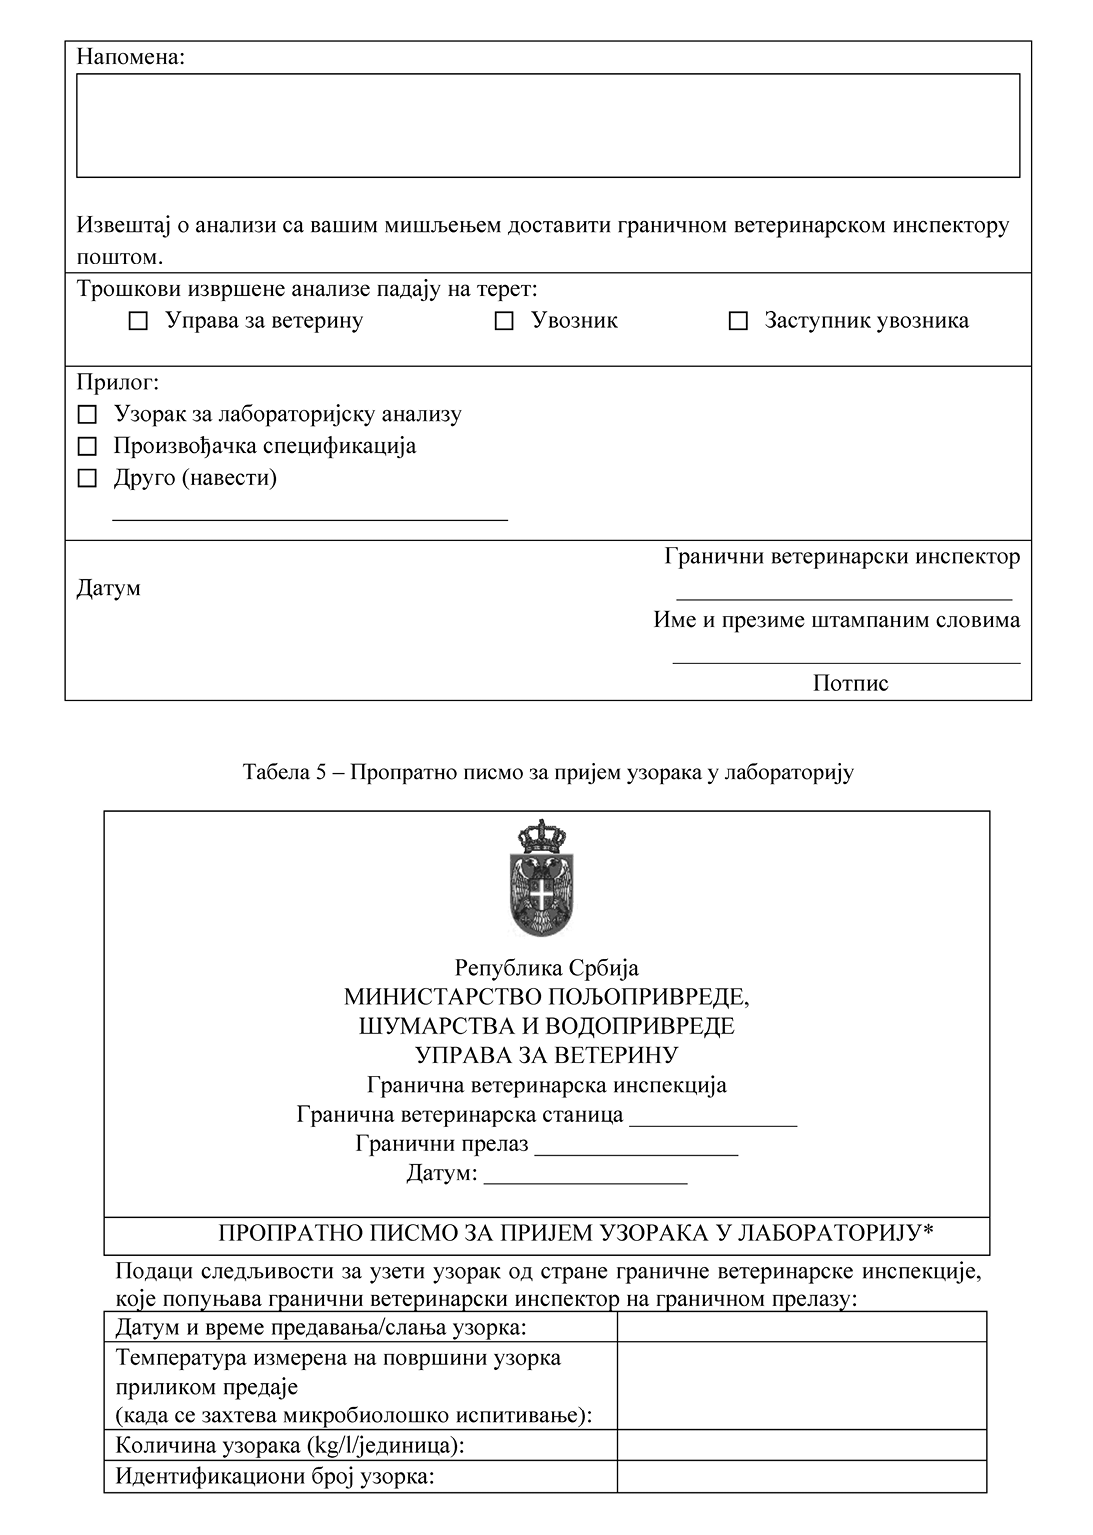 Напомена:
Извештај о анализи са вашим мишљењем доставити граничном ветеринарском инспектору
поштом.
Трошкови извршене анализе падају на терет:
☐ Управа за ветерину ☐ Увозник ☐ Заступник увозника
Прилог:
☐ Узорак за лабораторијску анализу
☐ Произвођачка спецификација
☐ Друго (навести)
Гранични ветеринарски инспектор
Датум
Име и презиме штампаним словима
Потпис
Табела 5 – Пропратно писмо за пријем узорака у лабораторију
Република Србија
МИНИСТАРСТВО ПОЉОПРИВРЕДЕ,
ШУМАРСТВА И ВОДОПРИВРЕДЕ
УПРАВА ЗА ВЕТЕРИНУ
Гранична ветеринарска инспекција
Гранична ветеринарска станица ______________
Гранични прелаз _________________
Датум: _________________
ПРОПРАТНО ПИСМО ЗА ПРИЈЕМ УЗОРАКА У ЛАБОРАТОРИЈУ*
Подаци следљивости за узети узорак од стране граничне ветеринарске инспекције,
које попуњава гранични ветеринарски инспектор на граничном прелазу:
Датум и време предавања/слања узорка:
Температура измерена на површини узорка
приликом предаје
(када се захтева микробиолошко испитивање):
Количина узорака (kg/l/јединица):
Идентификациони број узорка: